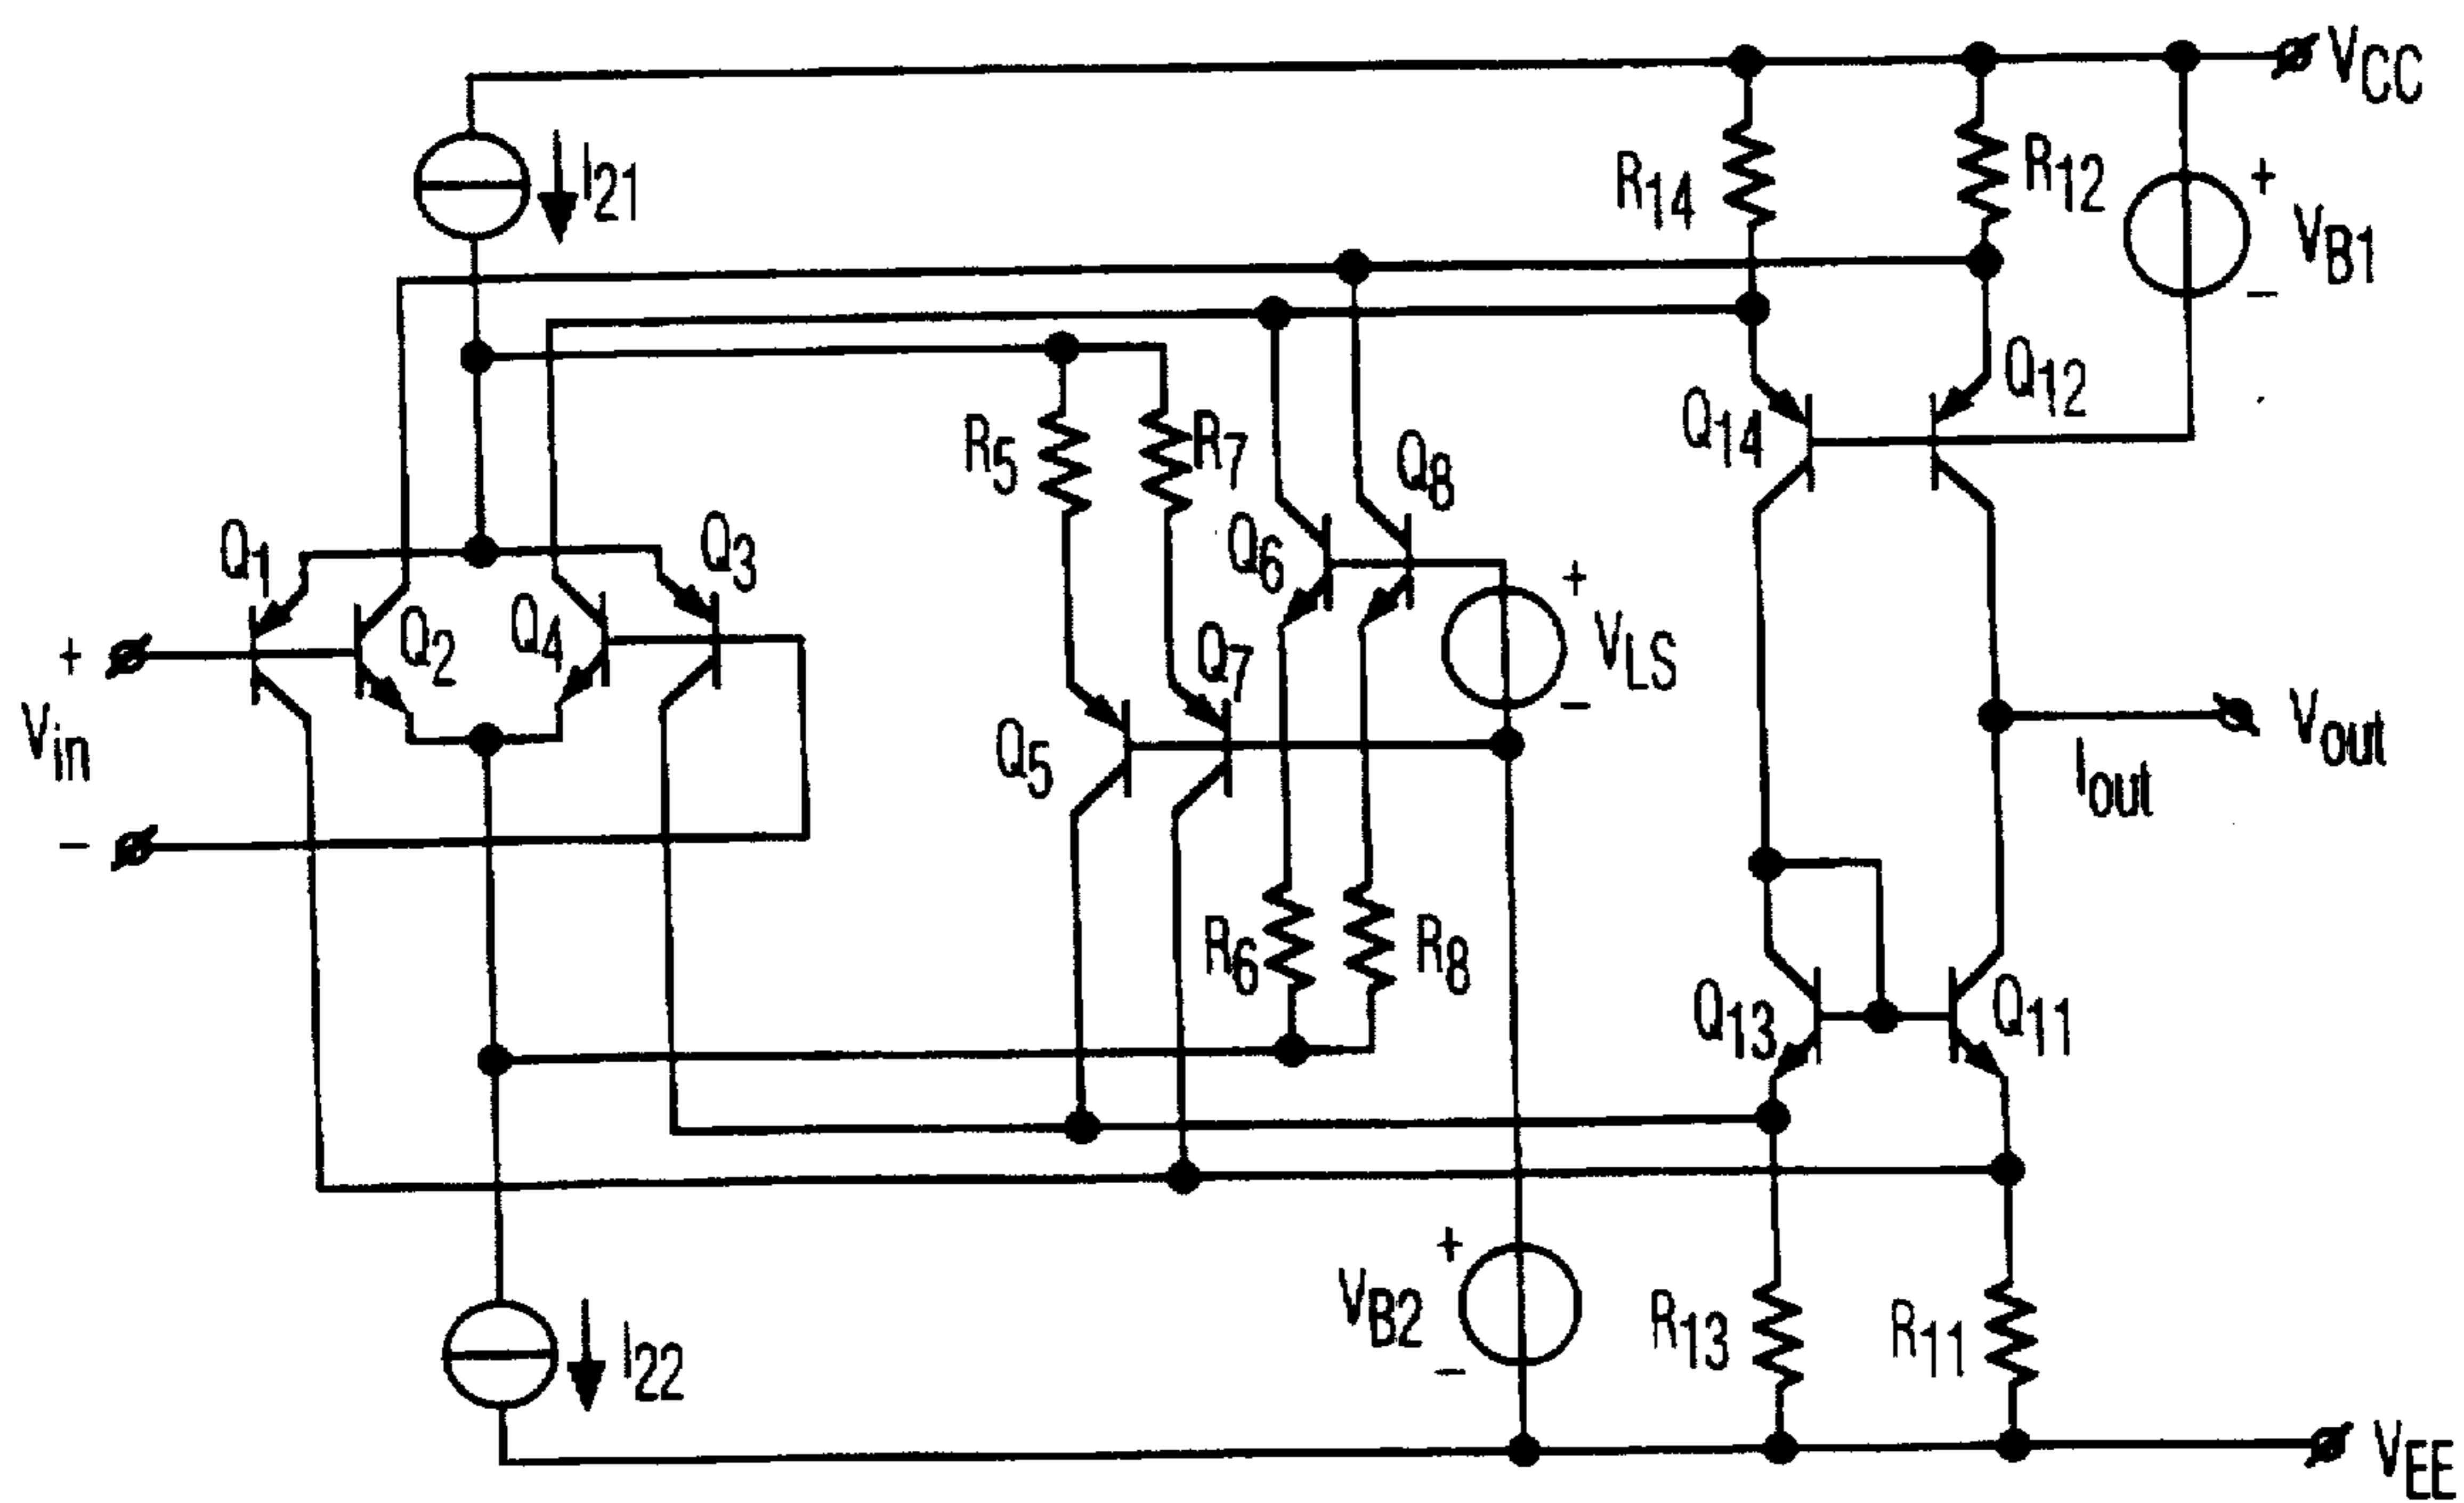 VCC
I21
R14
R12
+
VB1
−
Q12
Q14
R5
R7
Q8
Q1
Q3
Q6
+
VLS
−
Q2
Q4
Q7
+
Vin
−
Q5
Vout
Iout
R6
R8
Q13
Q11
+
VB2
−
R13
R11
I22
VEE